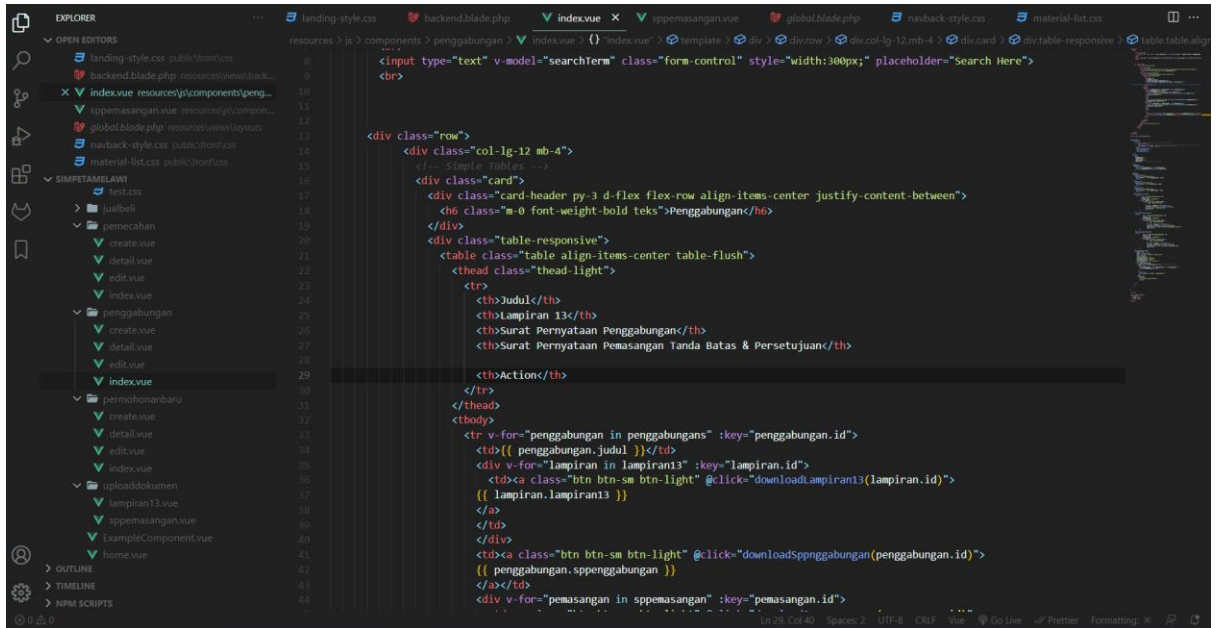 EXPLORER
OPEN EDITORS
landing-style.css public\front\css
backend.blade.php resources\views\back...
index.vue resources\js\components\peng...
sppemasangan.vue resources\js\compon...
global.blade.php resources\views\layouts
navback-style.css public\front\css
material-list.css public\front\css
SIMPETAMELAWI
test.css
jualbeli
pemecahan
create.vue
detail.vue
edit.vue
index.vue
penggabungan
create.vue
detail.vue
edit.vue
index.vue
permohonanbaru
create.vue
detail.vue
edit.vue
index.vue
uploaddokumen
lampiran13.vue
sppemasangan.vue
ExampleComponent.vue
home.vue
OUTLINE
TIMELINE
NPM SCRIPTS
landing-style.css backend.blade.php index.vue sppemasangan.vue global.blade.php navback-style.css material-list.css
resources > js > components > penggabungan > index.vue > {} "index.vue" > template > div > div.row > div.col-lg-12.mb-4 > div.card > div.table-responsive > table.table.align
8 <input type="text" v-model="searchTerm" class="form-control" style="width:300px;" placeholder="Search Here">
9 <br>
10
11
12
13 <div class="row">
14 <div class="col-lg-12 mb-4">
15 <!-- Simple Tables -->
16 <div class="card">
17 <div class="card-header py-3 d-flex flex-row align-items-center justify-content-between">
18 <h6 class="m-0 font-weight-bold teks">Penggabungan</h6>
19 </div>
20 <div class="table-responsive">
21 <table class="table align-items-center table-flush">
22 <thead class="thead-light">
23 <tr>
24 <th>Judul</th>
25 <th>Lampiran 13</th>
26 <th>Surat Pernyataan Penggabungan</th>
27 <th>Surat Pernyataan Pemasangan Tanda Batas & Persetujuan</th>
28
29 <th>Action</th>
30 </tr>
31 </thead>
32 <tbody>
33 <tr v-for="penggabungan in penggabungans" :key="penggabungan.id">
34 <td>{{ penggabungan.judul }}</td>
35 <div v-for="lampiran in lampiran13" :key="lampiran.id">
36 <td><a class="btn btn-sm btn-light" @click="downloadLampiran13(lampiran.id)">
37 {{ lampiran.lampiran13 }}
38 </a>
39 </td>
40 </div>
41 <td><a class="btn btn-sm btn-light" @click="downloadSppnggabungan(penggabungan.id)">
42 {{ penggabungan.sppenggabungan }}
43 </a></td>
44 <div v-for="pemasangan in sppemasangan" :key="pemasangan.id">
0 0 Ln 29, Col 40 Spaces: 2 UTF-8 CRLF Vue Go Live Prettier Formatting: ×